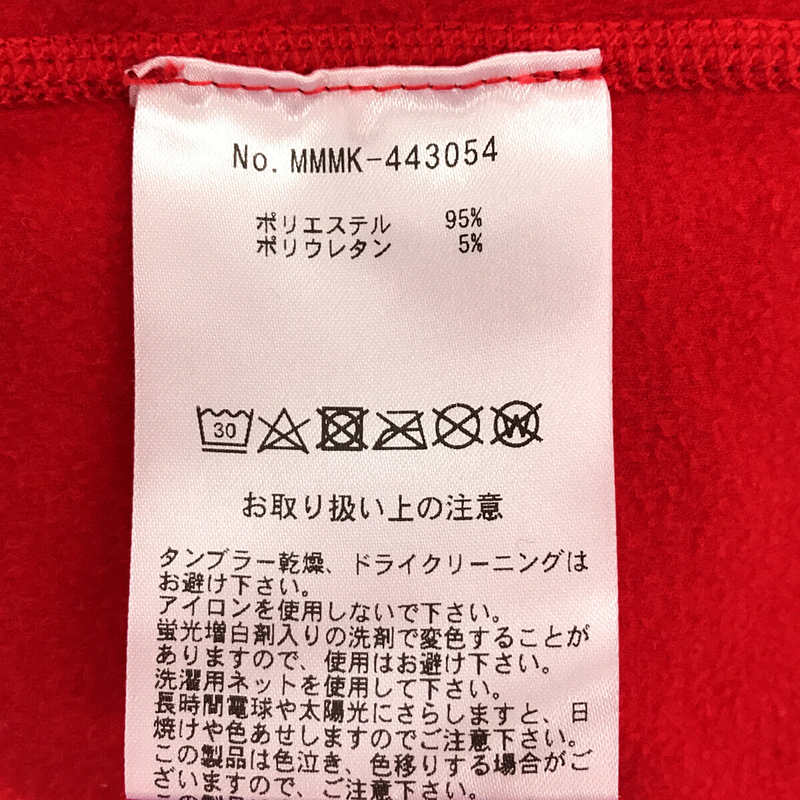 No. MMMK-443054
ポリエステル 95%
ポリウレタン 5%
30
W
お取り扱い上の注意
タンブラー乾燥、ドライクリーニングは
お避け下さい。
アイロンを使用しないで下さい。
蛍光増白剤入りの洗剤で変色することが
ありますので、使用はお避け下さい。
洗濯用ネットを使用して下さい。
長時間電球や太陽光にさらしますと、日
焼けや色あせしますのでご注意下さい。
この製品は色泣き、色移りする場合がご
ざいますので、ご注意下さい。